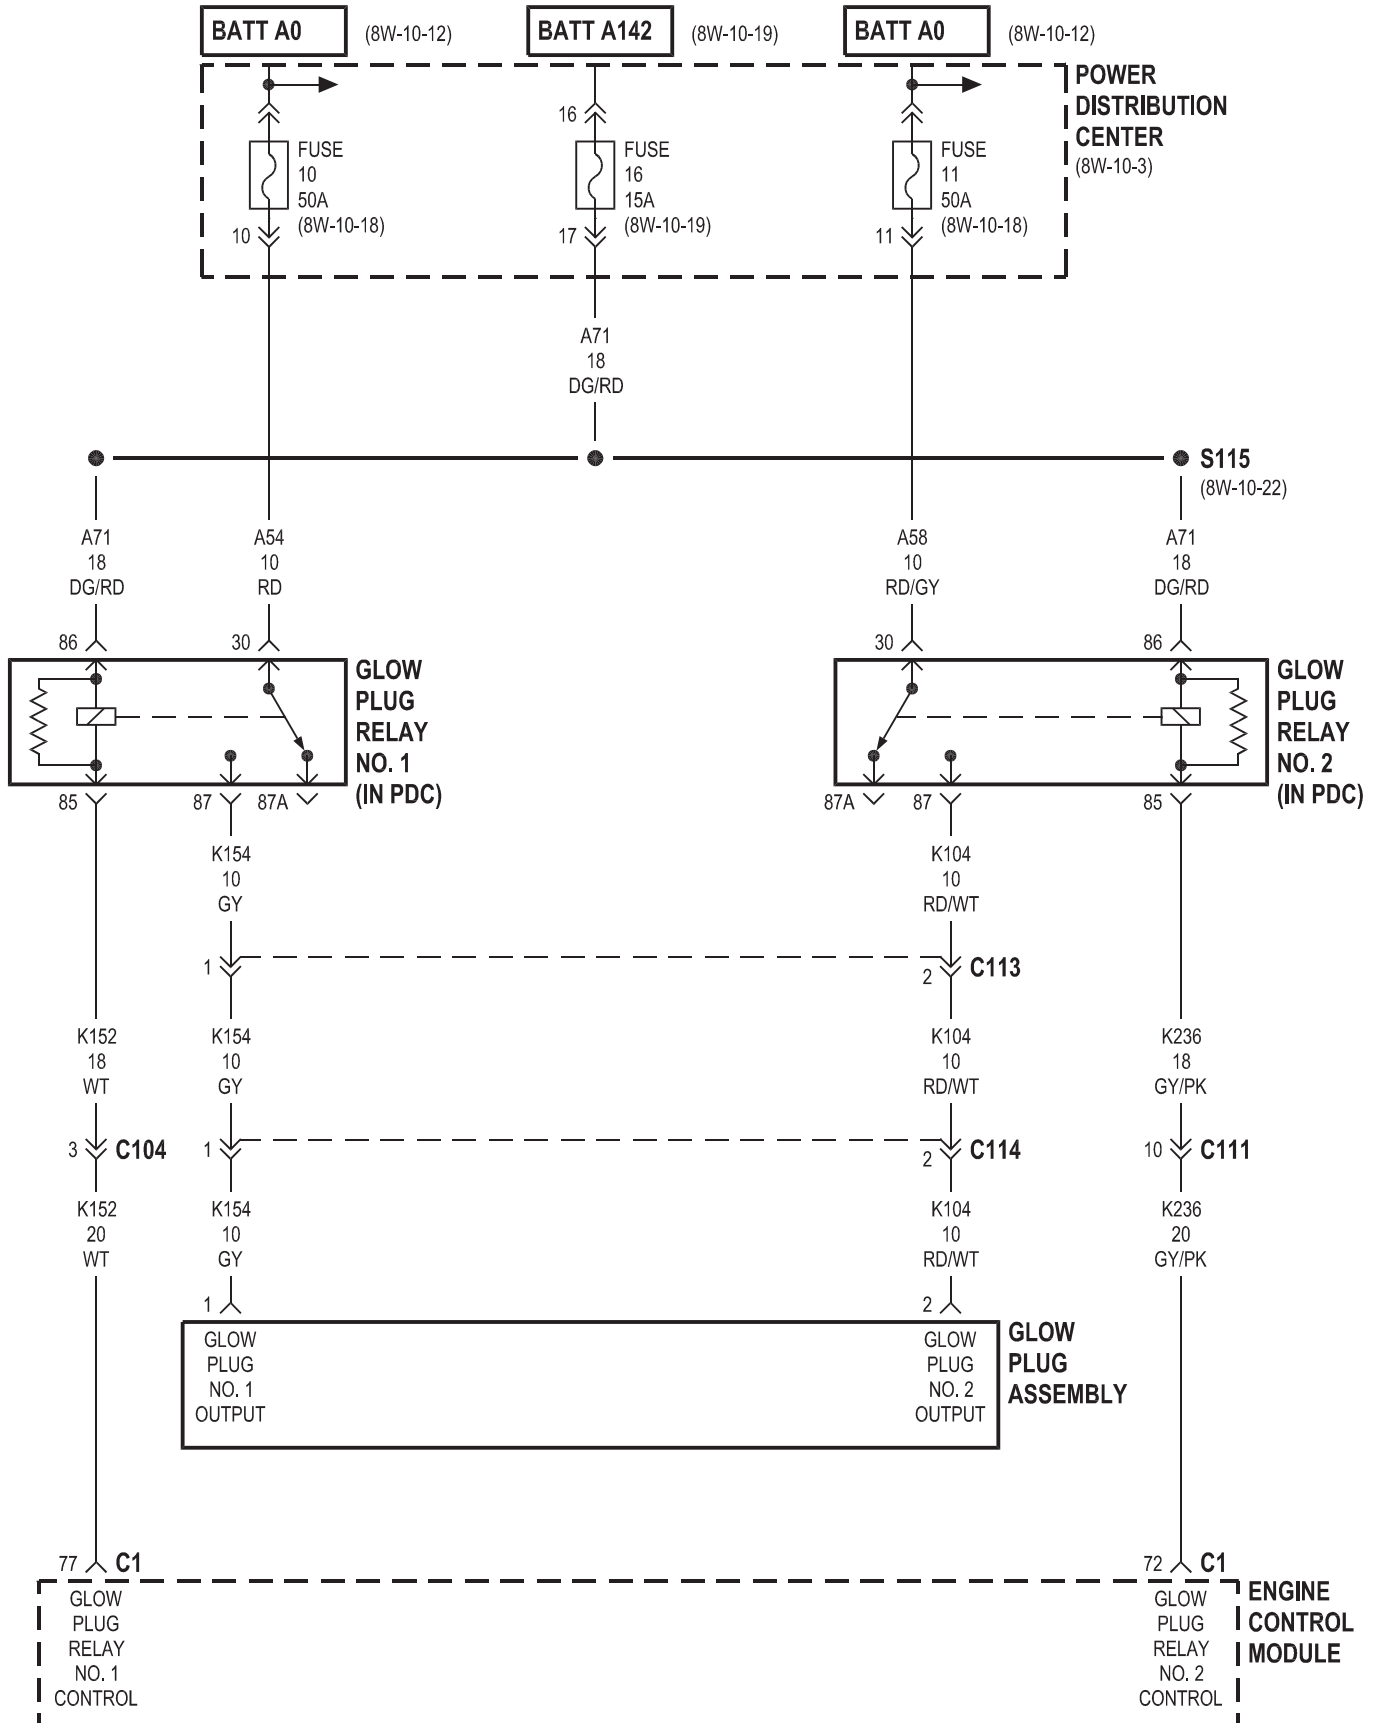 BATT A0 (8W-10-12)
BATT A142 (8W-10-19)
BATT A0 (8W-10-12)
POWER
DISTRIBUTION
CENTER
(8W-10-3)
FUSE
10
50A
(8W-10-18)
10
16
FUSE
16
15A
(8W-10-19)
17
FUSE
11
50A
(8W-10-18)
11
A71
18
DG/RD
S115
(8W-10-22)
A71
18
DG/RD
A54
10
RD
A58
10
RD/GY
A71
18
DG/RD
86
30
30
86
GLOW
PLUG
RELAY
NO. 1
(IN PDC)
GLOW
PLUG
RELAY
NO. 2
(IN PDC)
85
87
87A
87A
87
85
K154
10
GY
K104
10
RD/WT
1
2
C113
K152
18
WT
K154
10
GY
K104
10
RD/WT
K236
18
GY/PK
3
C104
1
2
C114
10
C111
K152
20
WT
K154
10
GY
K104
10
RD/WT
K236
20
GY/PK
1
2
GLOW
PLUG
NO. 1
OUTPUT
GLOW
PLUG
NO. 2
OUTPUT
GLOW
PLUG
ASSEMBLY
77
C1
72
C1
GLOW
PLUG
RELAY
NO. 1
CONTROL
GLOW
PLUG
RELAY
NO. 2
CONTROL
ENGINE
CONTROL
MODULE